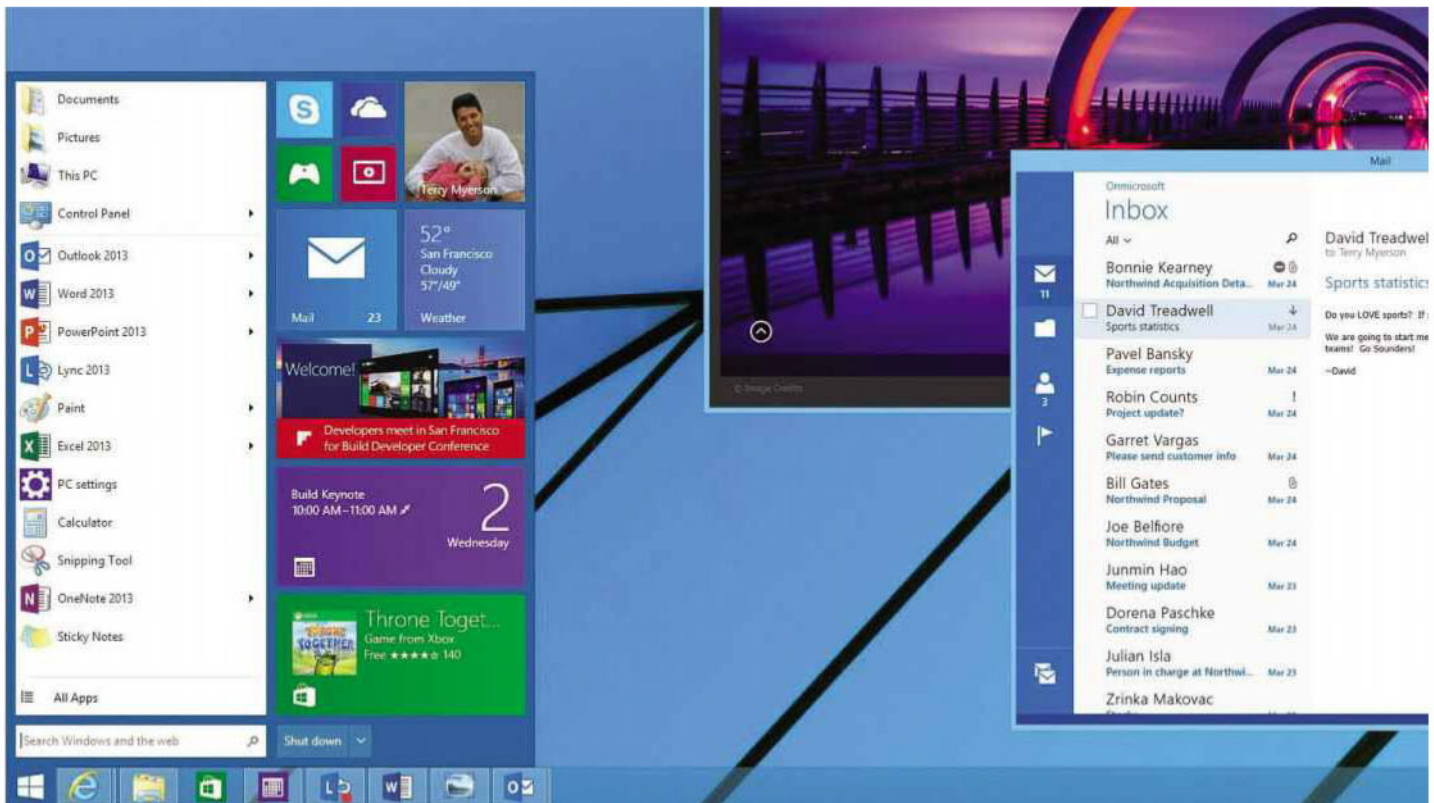 Documents
Pictures
This PC
Control Panel
Outlook 2013
Word 2013
PowerPoint 2013
Lync 2013
Paint
Excel 2013
PC settings
Calculator
Snipping Tool
OneNote 2013
Sticky Notes
All Apps
Search Windows and the web
Terry Myerson
Mail 23
52°
San Francisco
Cloudy
57°/49°
Weather
Welcome!
Developers meet in San Francisco
for Build Developer Conference
Build Keynote
10:00 AM–11:00 AM
2
Wednesday
THRONE
TOGETHER
Throne Toget...
Game from Xbox
Free ★★★★☆ 140
Shut down
© Image Credits
Mail
11
3
Onmicrosoft
Inbox
All
Bonnie Kearney
Northwind Acquisition Deta... Mar 24
David Treadwell
Sports statistics Mar 24
Pavel Bansky
Expense reports Mar 24
Robin Counts !
Project update? Mar 24
Garret Vargas
Please send customer info Mar 24
Bill Gates
Northwind Proposal Mar 24
Joe Belfiore
Northwind Budget Mar 24
Junmin Hao
Meeting update Mar 23
Dorena Paschke
Contract signing Mar 23
Julian Isla
Person in charge at Northwi... Mar 23
Zrinka Makovac
David Treadwel
to Terry Myerson
Sports statistics
Do you LOVE sports? If
We are going to start me
teams! Go Sounders!
~David